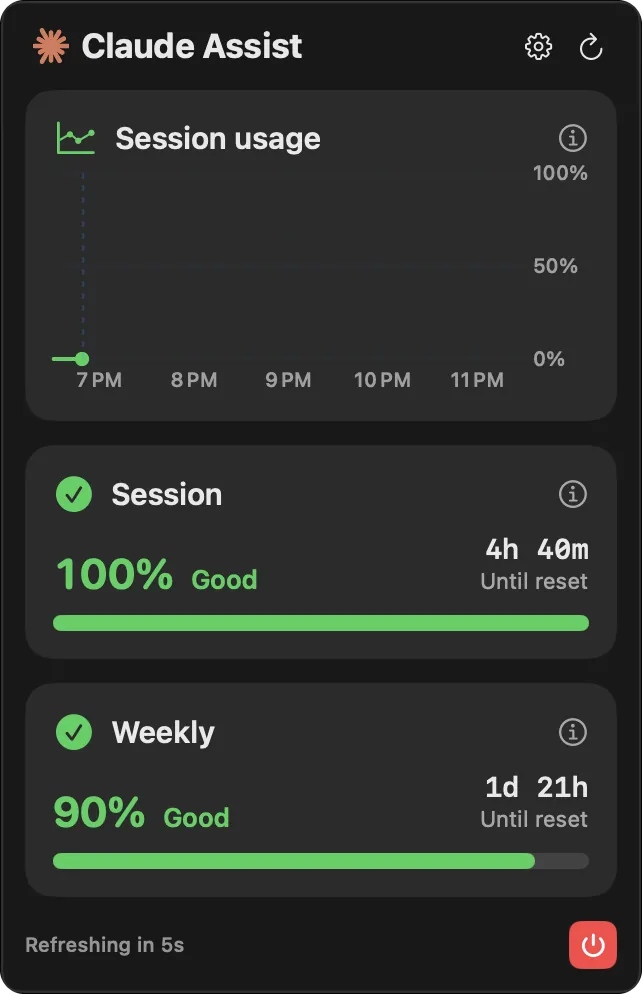 Claude Assist
Session usage
100%
50%
0%
7 PM 8 PM 9 PM 10 PM 11 PM
Session
4h 40m
100% Good
Until reset
Weekly
1d 21h
90% Good
Until reset
Refreshing in 5s